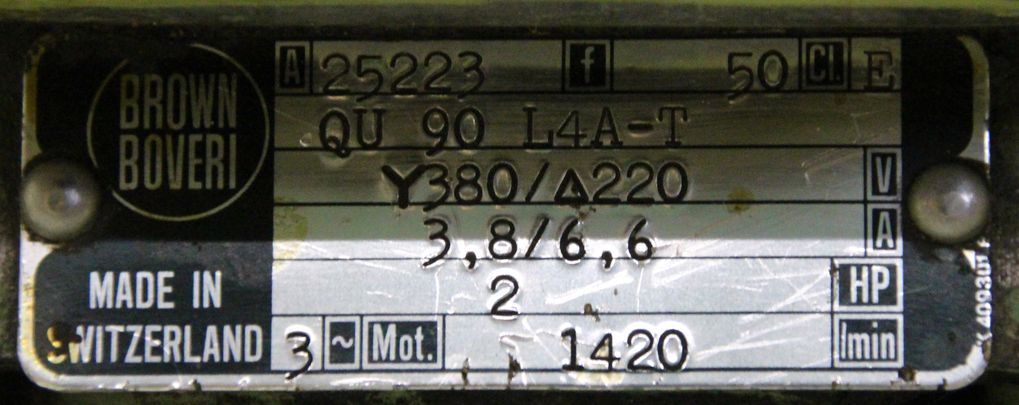 BROWN
BOVERI
A 25223 f 50 Cl. E
QU 90 L4A-T
Y380/Δ220 V
3,8/6,6 A
2 HP
3 ~ Mot. 1420 /min
MADE IN
SWITZERLAND